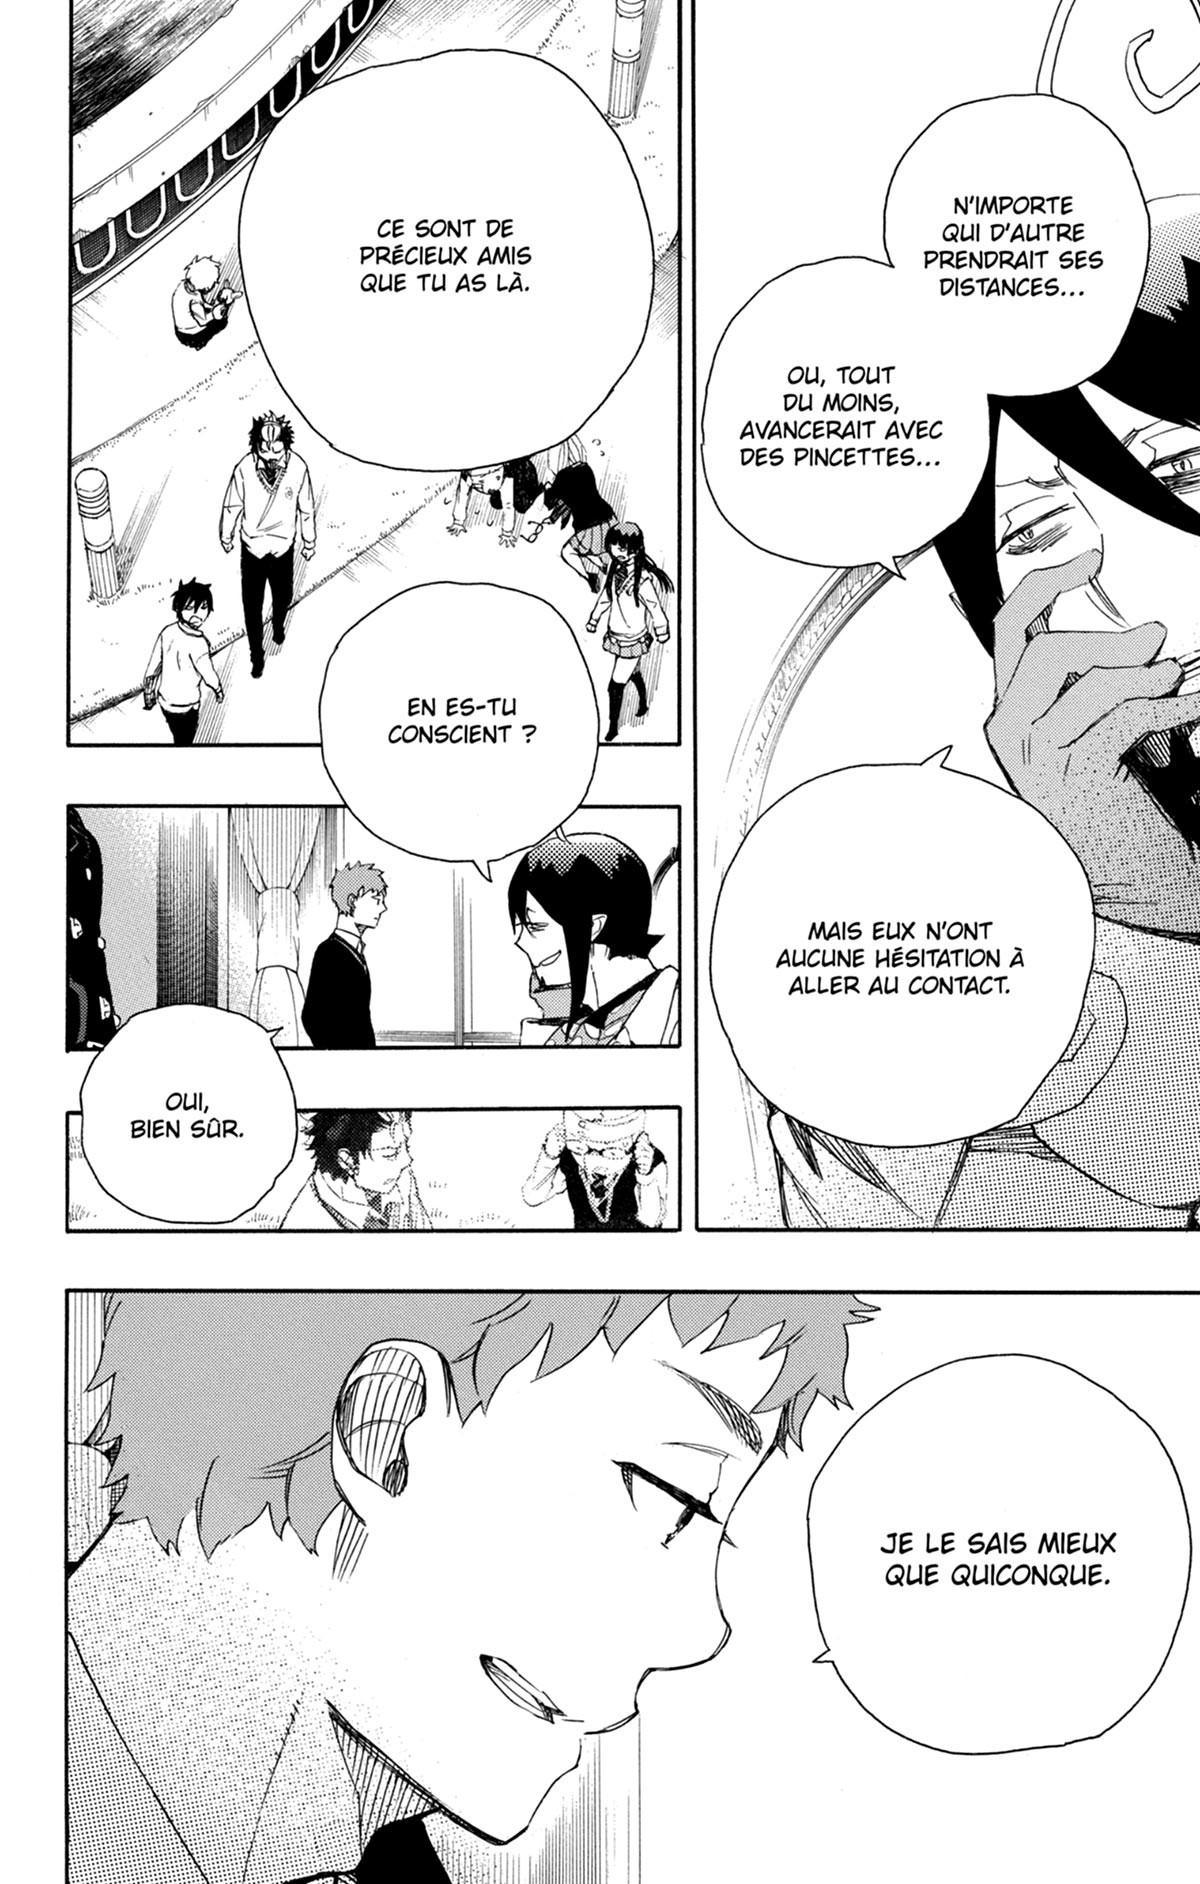 N'IMPORTE
QUI D'AUTRE
PRENDRAIT SES
DISTANCES...
OU, TOUT
DU MOINS,
AVANCERAIT AVEC
DES PINCETTES...
MAIS EUX N'ONT
AUCUNE HÉSITATION À
ALLER AU CONTACT.
CE SONT DE
PRÉCIEUX AMIS
QUE TU AS LÀ.
EN ES-TU
CONSCIENT ?
OUI,
BIEN SÛR.
JE LE SAIS MIEUX
QUE QUICONQUE.